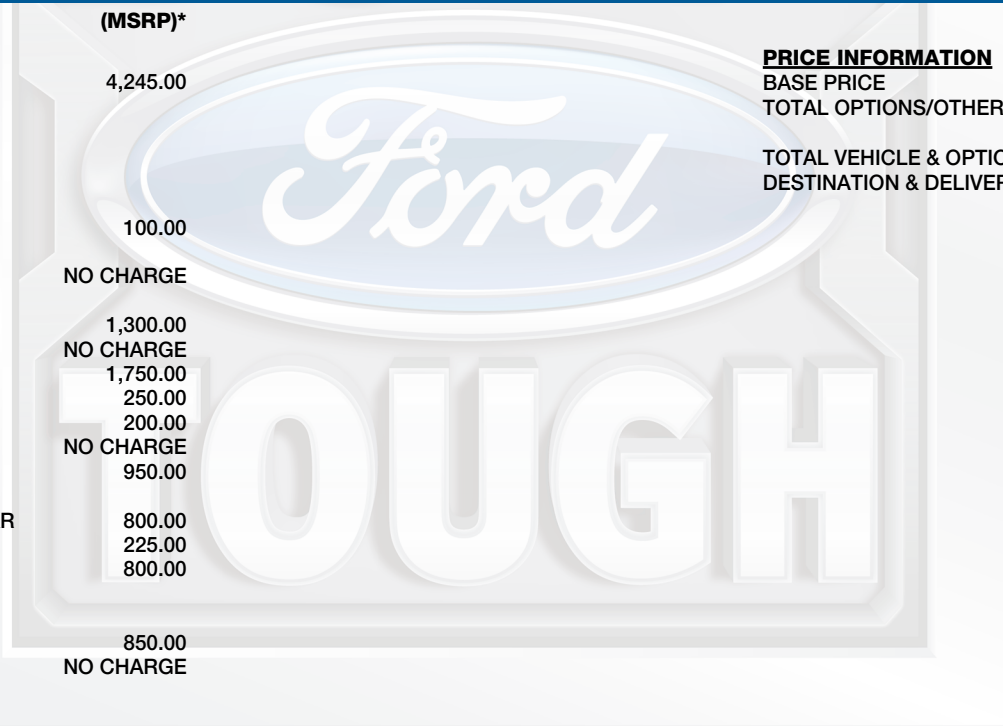 (MSRP)*
4,245.00
100.00
NO CHARGE
1,300.00
NO CHARGE
1,750.00
250.00
200.00
NO CHARGE
950.00
R 800.00
225.00
800.00
850.00
NO CHARGE
PRICE INFORMATION
BASE PRICE
TOTAL OPTIONS/OTHER
TOTAL VEHICLE & OPTIO
DESTINATION & DELIVER
Ford
TOUGH